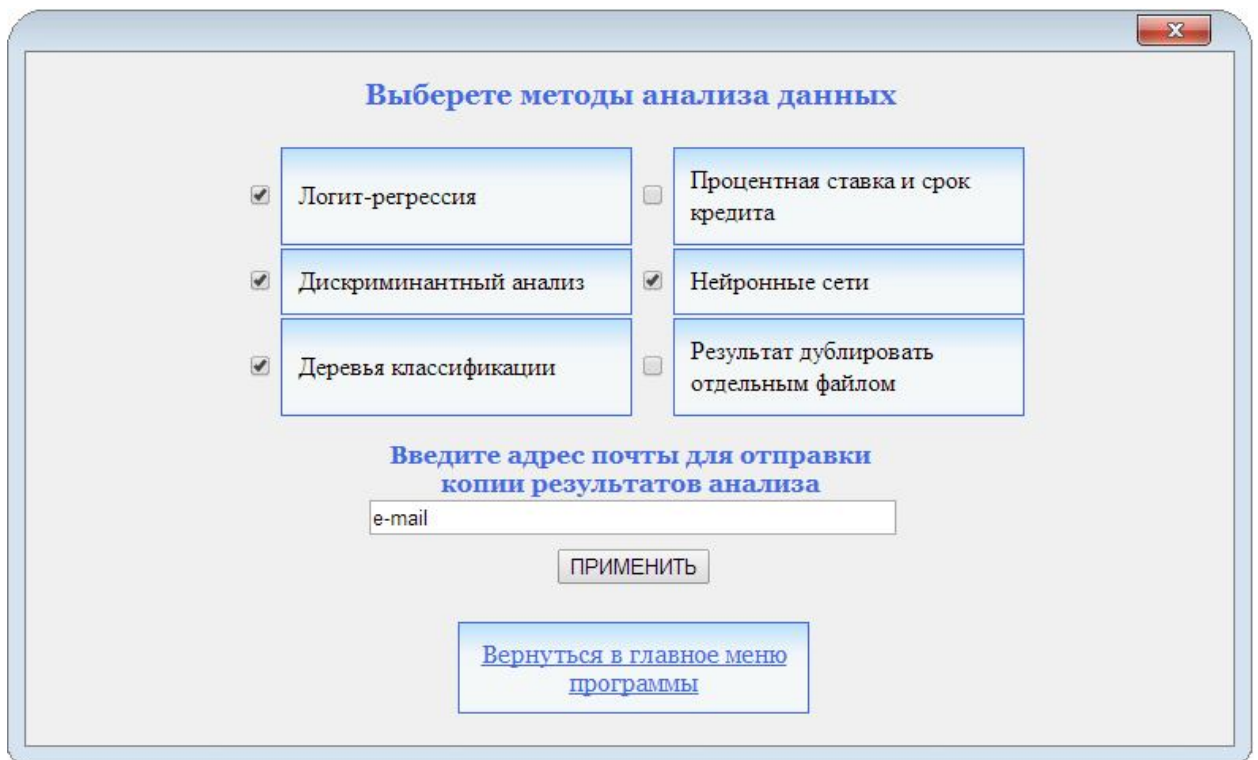 Выберете методы анализа данных
Логит-регрессия
Процентная ставка и срок
кредита
Дискриминантный анализ
Нейронные сети
Деревья классификации
Результат дублировать
отдельным файлом
Введите адрес почты для отправки
копии результатов анализа
e-mail
ПРИМЕНИТЬ
Вернуться в главное меню
программы